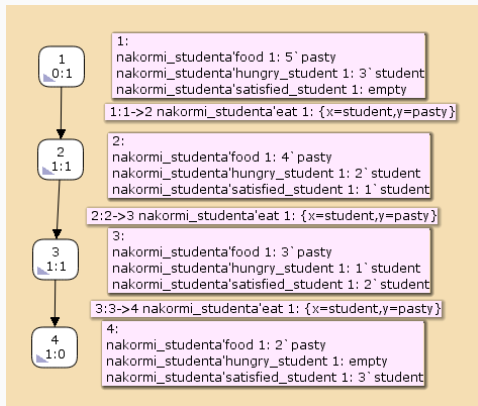 1
0:1
1:
nakormi_studenta'food 1: 5`pasty
nakormi_studenta'hungry_student 1: 3`student
nakormi_studenta'satisfied_student 1: empty
1:1->2 nakormi_studenta'eat 1: {x=student,y=pasty}
2
1:1
2:
nakormi_studenta'food 1: 4`pasty
nakormi_studenta'hungry_student 1: 2`student
nakormi_studenta'satisfied_student 1: 1`student
2:2->3 nakormi_studenta'eat 1: {x=student,y=pasty}
3
1:1
3:
nakormi_studenta'food 1: 3`pasty
nakormi_studenta'hungry_student 1: 1`student
nakormi_studenta'satisfied_student 1: 2`student
3:3->4 nakormi_studenta'eat 1: {x=student,y=pasty}
4
1:0
4:
nakormi_studenta'food 1: 2`pasty
nakormi_studenta'hungry_student 1: empty
nakormi_studenta'satisfied_student 1: 3`student